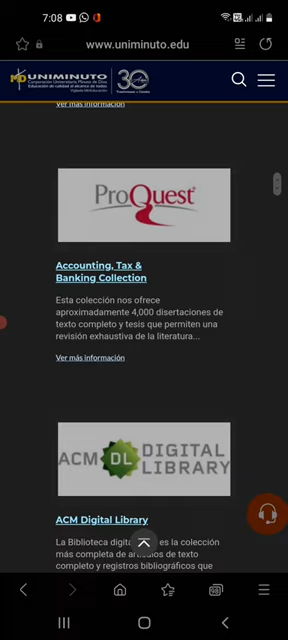 7:08
www.uniminuto.edu
UNIMINUTO
Corporación Universitaria Minuto de Dios
Educación de calidad al alcance de todos
30
Ver más información
ProQuest
Accounting, Tax &
Banking Collection
Esta colección nos ofrece
aproximadamente 4,000 disertaciones de
texto completo y tesis que permiten una
revisión exhaustiva de la literatura...
Ver más información
ACM DL DIGITAL
LIBRARY
ACM Digital Library
La Biblioteca digital es la colección
más completa de artículos de texto
completo y registros bibliográficos que